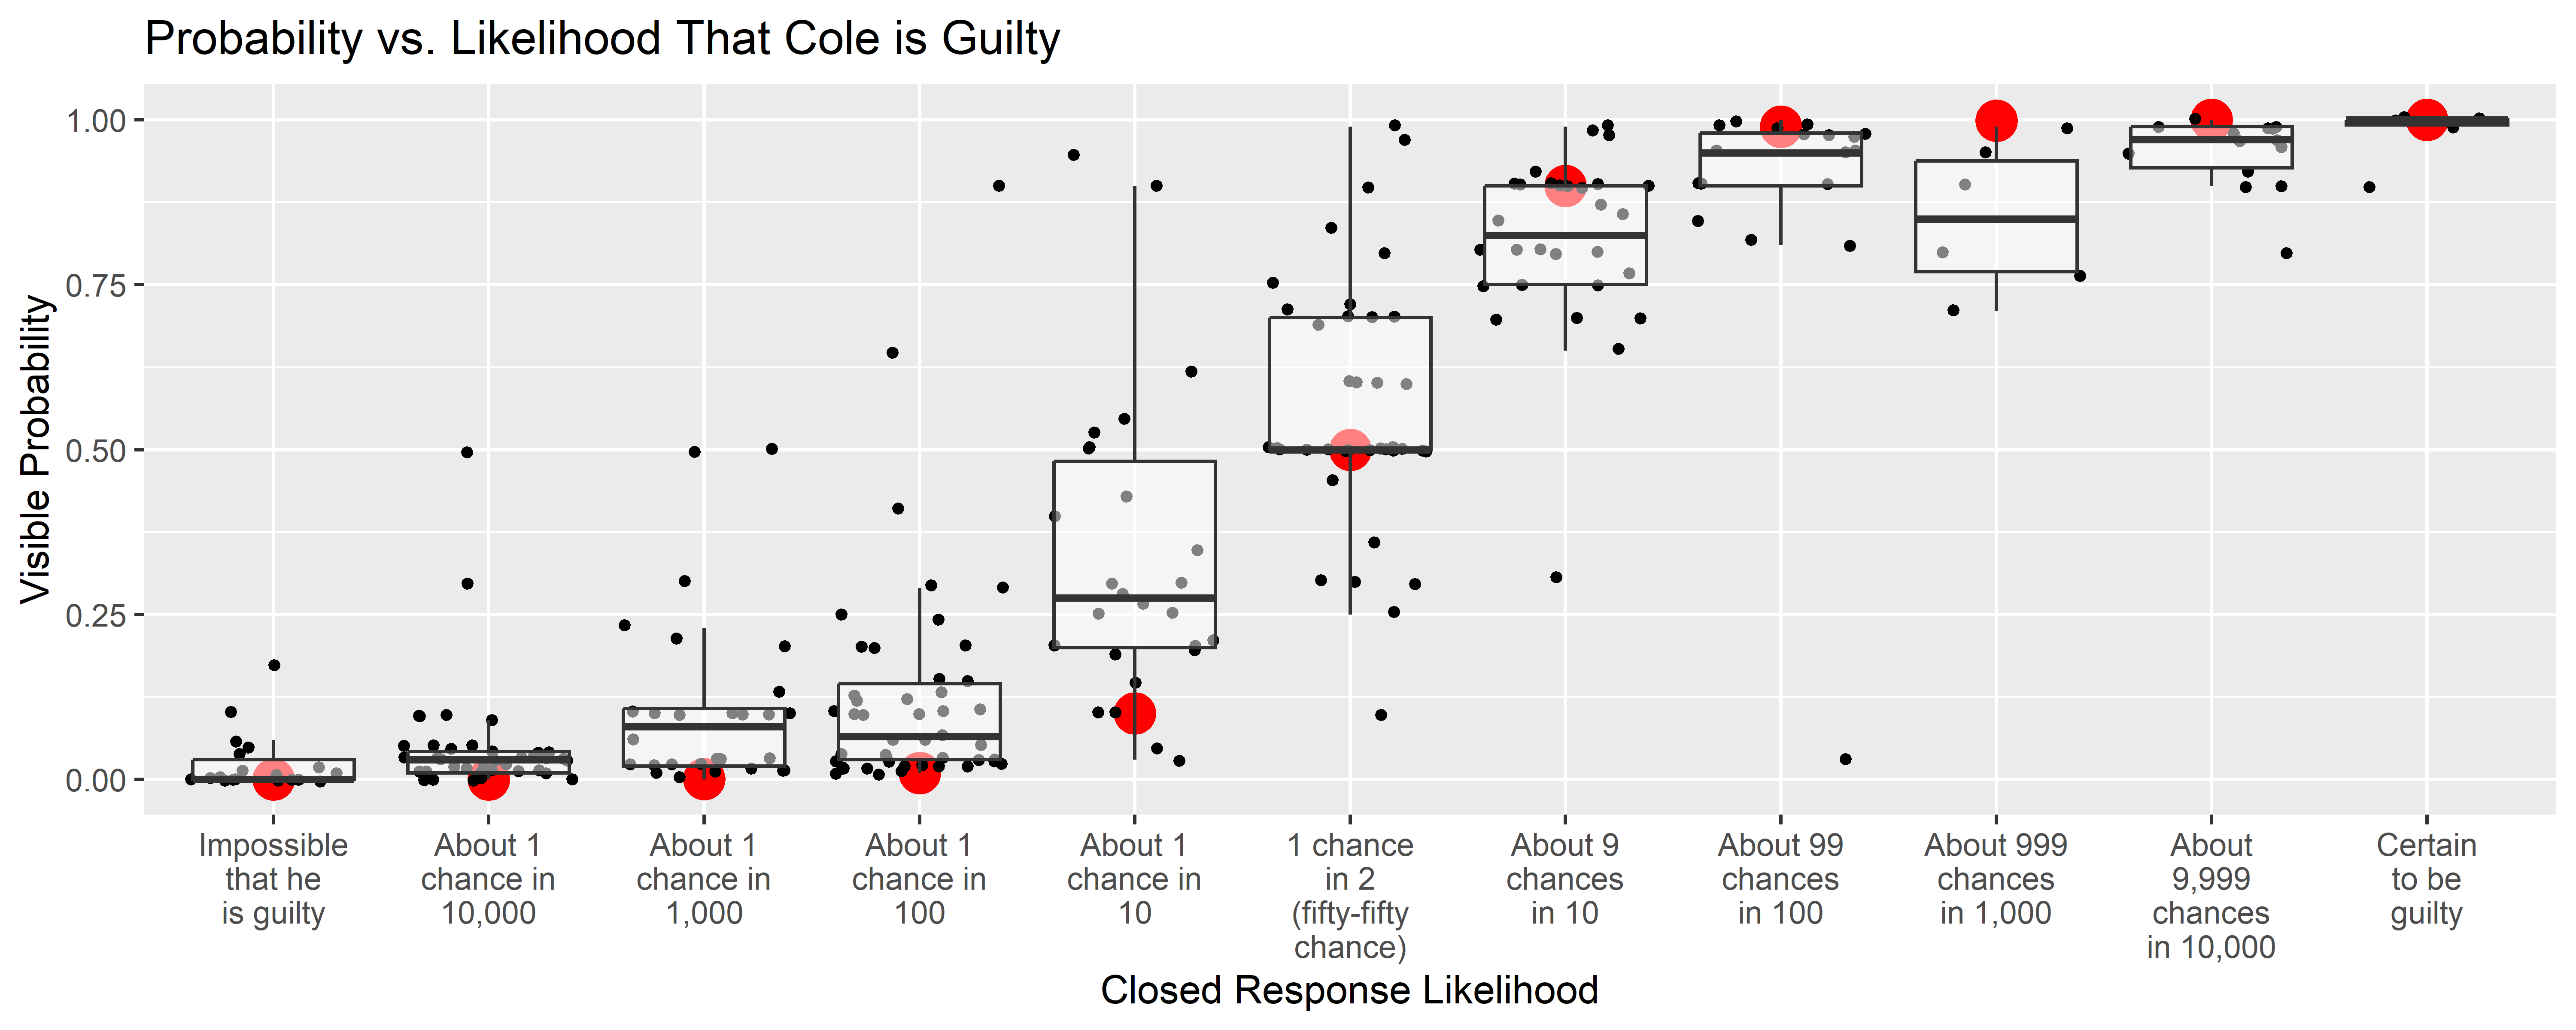 Probability vs. Likelihood That Cole is Guilty
Visible Probability
1.00
0.75
0.50
0.25
0.00
Impossible
that he
is guilty
About 1
chance in
10,000
About 1
chance in
1,000
About 1
chance in
100
About 1
chance in
10
1 chance
in 2
(fifty-fifty
chance)
About 9
chances
in 10
About 99
chances
in 100
About 999
chances
in 1,000
About
9,999
chances
in 10,000
Certain
to be
guilty
Closed Response Likelihood